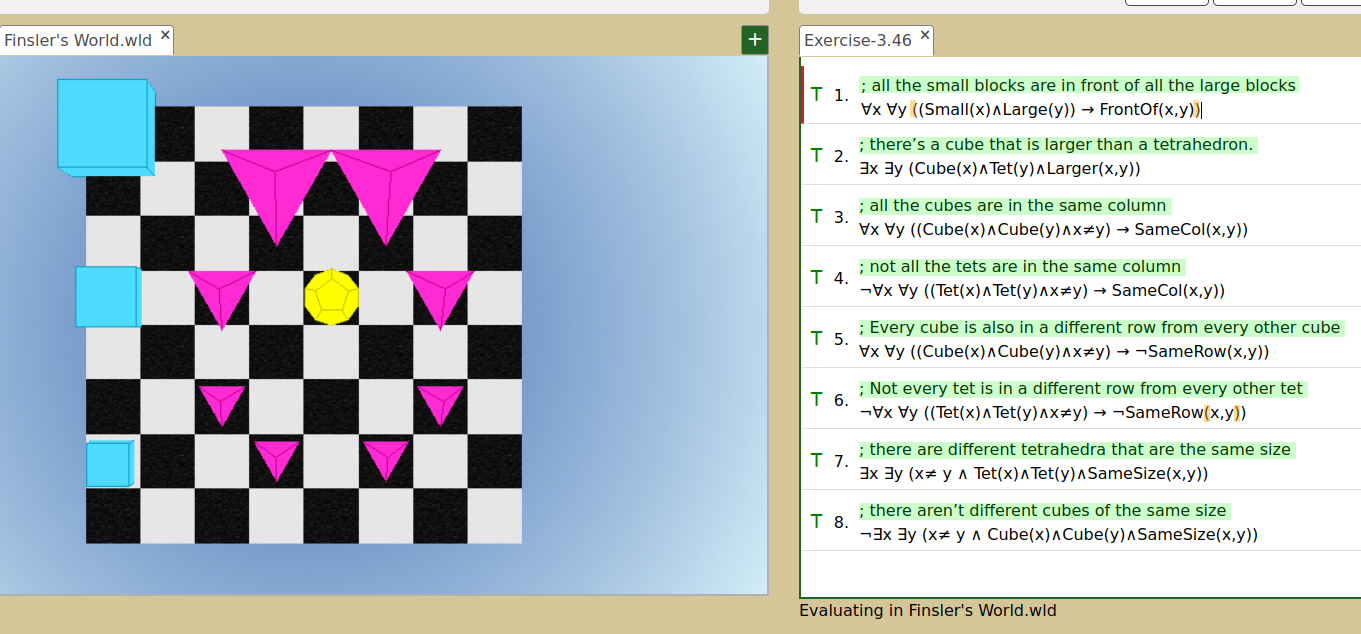 Finsler's World.wld ×
+
Exercise-3.46 ×
T 1. ; all the small blocks are in front of all the large blocks
∀x ∀y ((Small(x)∧Large(y)) → FrontOf(x,y))
T 2. ; there’s a cube that is larger than a tetrahedron.
∃x ∃y (Cube(x)∧Tet(y)∧Larger(x,y))
T 3. ; all the cubes are in the same column
∀x ∀y ((Cube(x)∧Cube(y)∧x≠y) → SameCol(x,y))
T 4. ; not all the tets are in the same column
¬∀x ∀y ((Tet(x)∧Tet(y)∧x≠y) → SameCol(x,y))
T 5. ; Every cube is also in a different row from every other cube
∀x ∀y ((Cube(x)∧Cube(y)∧x≠y) → ¬SameRow(x,y))
T 6. ; Not every tet is in a different row from every other tet
¬∀x ∀y ((Tet(x)∧Tet(y)∧x≠y) → ¬SameRow(x,y))
T 7. ; there are different tetrahedra that are the same size
∃x ∃y (x≠ y ∧ Tet(x)∧Tet(y)∧SameSize(x,y))
T 8. ; there aren’t different cubes of the same size
¬∃x ∃y (x≠ y ∧ Cube(x)∧Cube(y)∧SameSize(x,y))
Evaluating in Finsler's World.wld